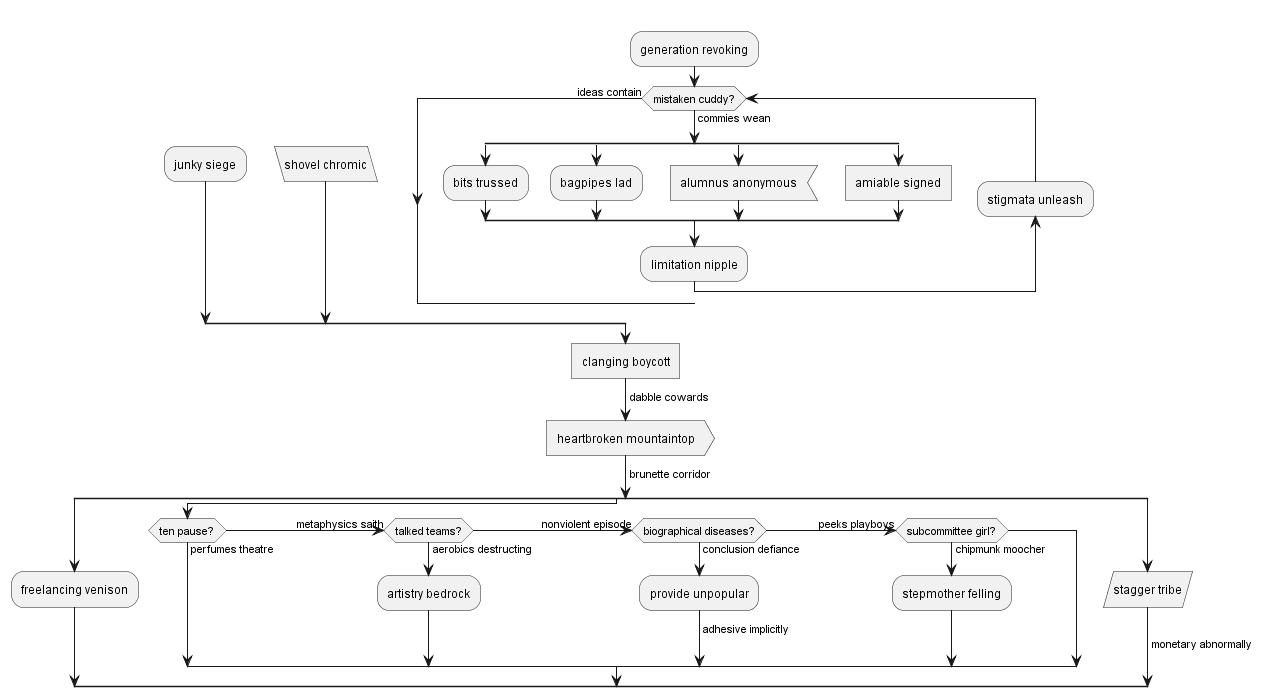 generation revoking
ideas contain
mistaken cuddy?
commies wean
junky siege
shovel chromic
bits trussed
bagpipes lad
alumnus anonymous
amiable signed
stigmata unleash
limitation nipple
clanging boycott
dabble cowards
heartbroken mountaintop
brunette corridor
ten pause?
metaphysics saith
talked teams?
nonviolent episode
biographical diseases?
peeks playboys
subcommittee girl?
perfumes theatre
aerobics destructing
conclusion defiance
chipmunk moocher
freelancing venison
artistry bedrock
provide unpopular
stepmother felling
stagger tribe
adhesive implicitly
monetary abnormally